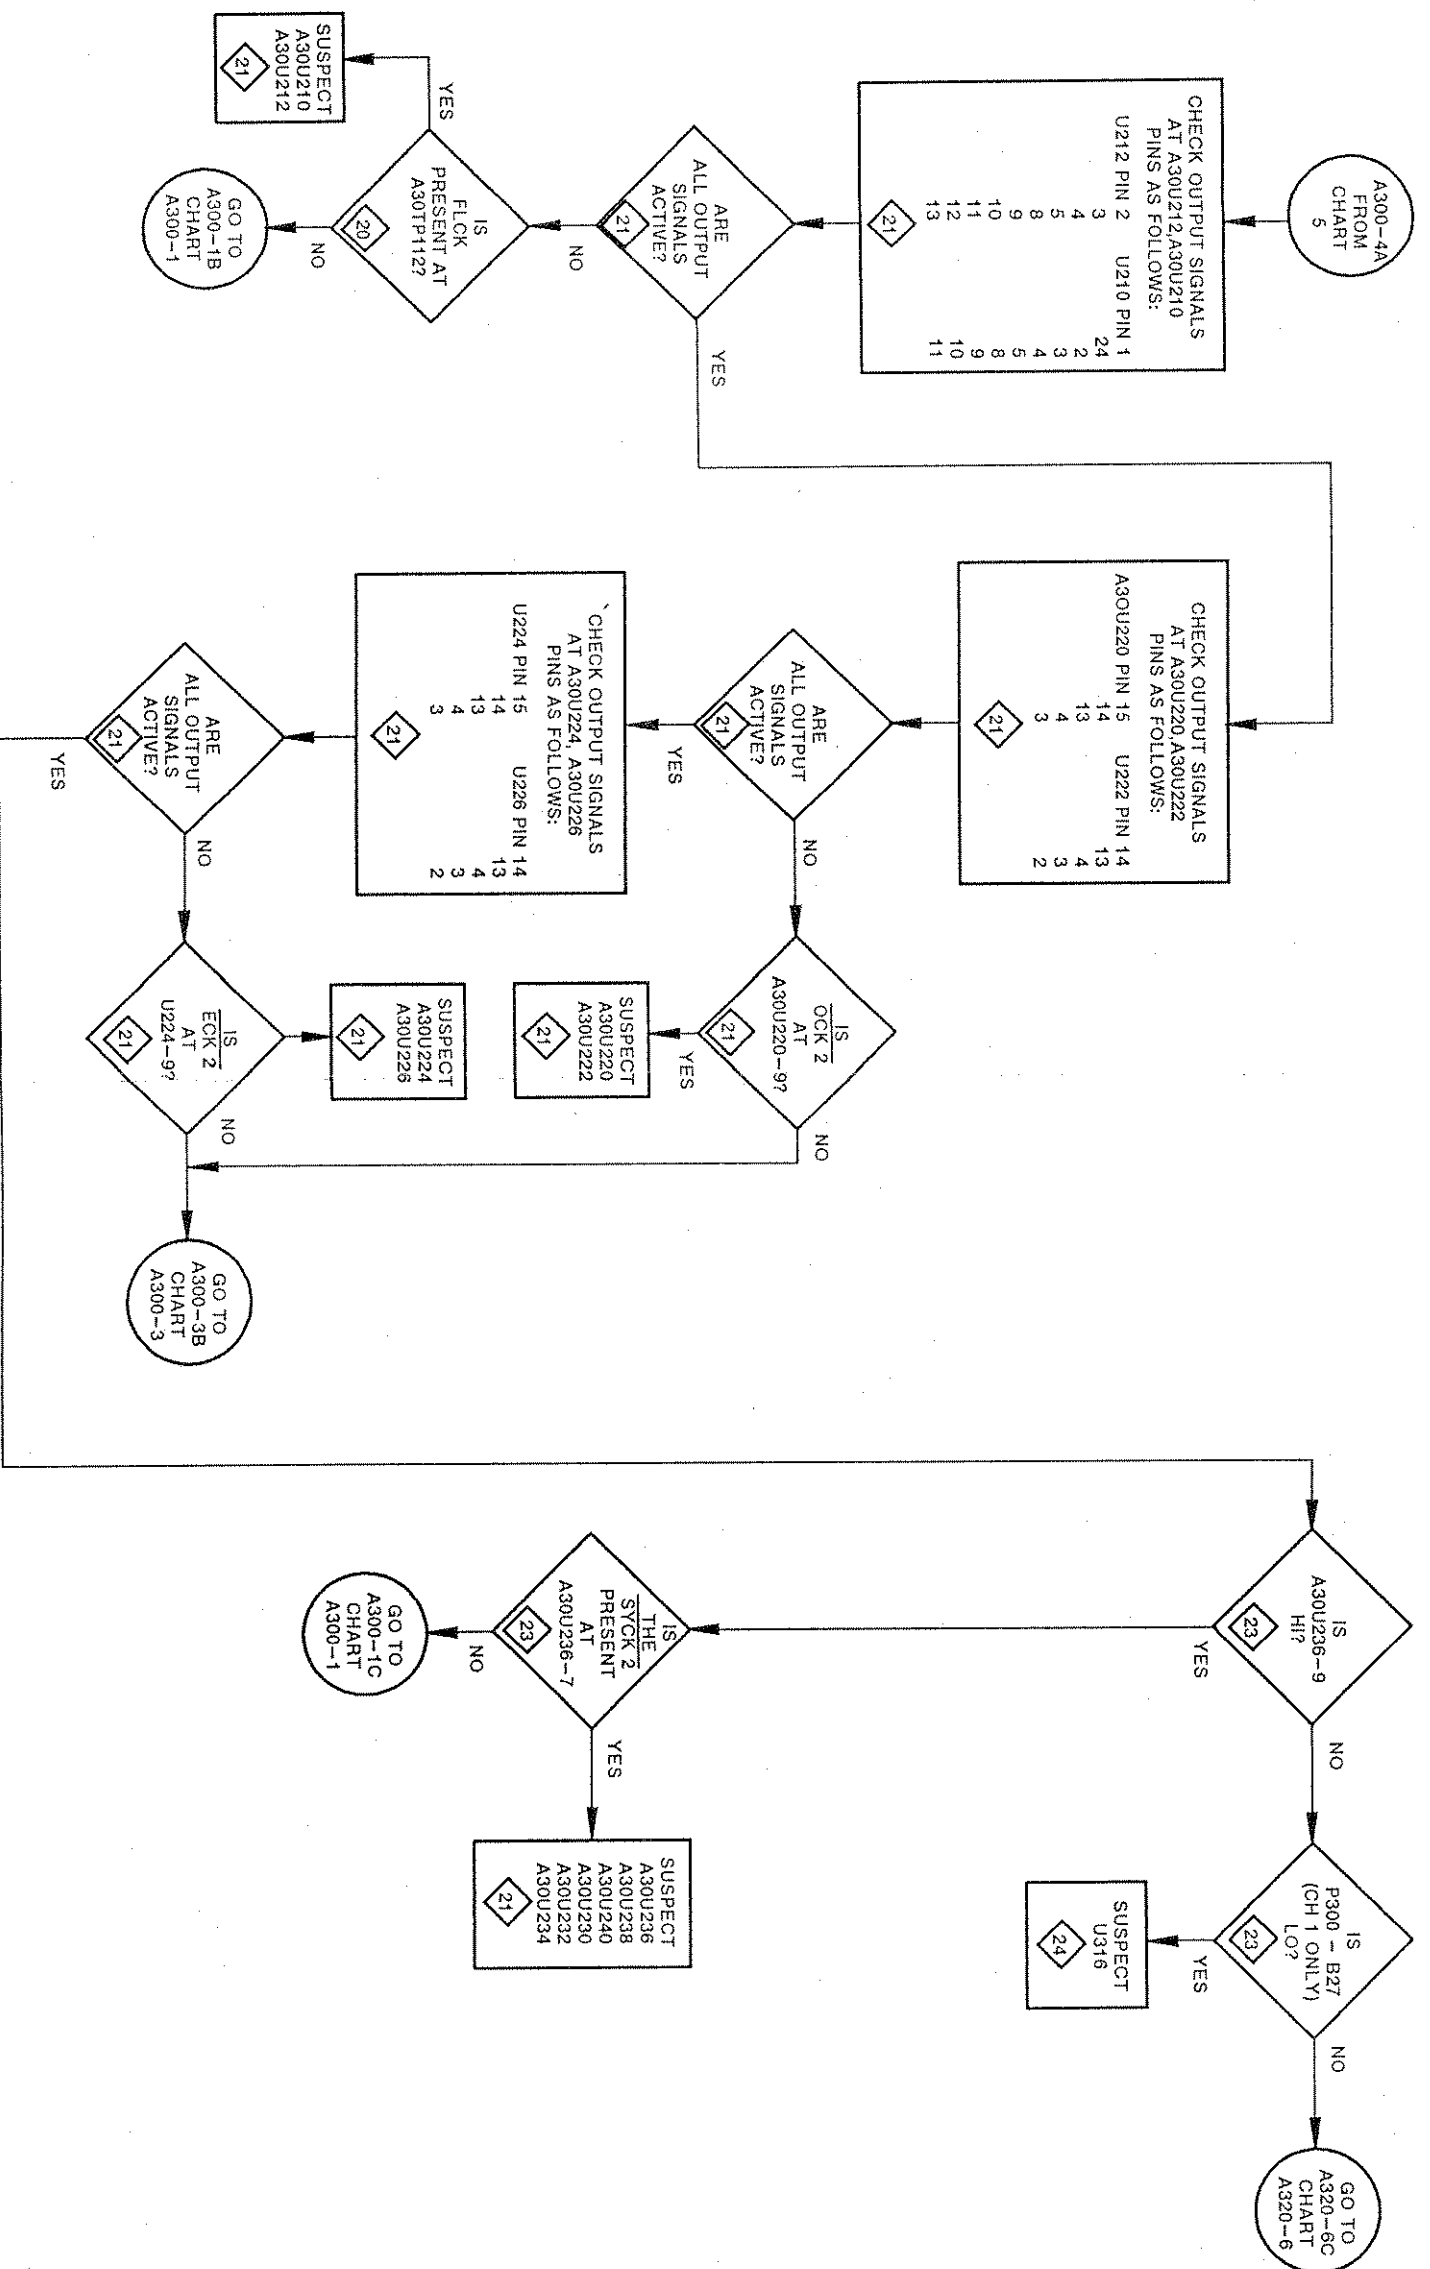 A300-4A
FROM
CHART
5
CHECK OUTPUT SIGNALS
AT A30U212,A30U210
PINS AS FOLLOWS:
U212 PIN 2 U210 PIN 1
3 24
4 2
5 3
8 4
9 5
10 8
11 9
12 10
13 11
21
ARE
ALL OUTPUT
SIGNALS
ACTIVE?
21
YES
NO
IS
FLCK
PRESENT AT
A30TP112?
20
YES
NO
SUSPECT
A30U210
A30U212
21
GO TO
A300-1B
CHART
A300-1
CHECK OUTPUT SIGNALS
AT A30U220,A30U222
PINS AS FOLLOWS:
A30U220 PIN 15 U222 PIN 14
14 13
13 4
4 3
3 2
21
ARE
ALL OUTPUT
SIGNALS
ACTIVE?
21
NO
YES
IS
OCK 2
AT
A30U220-9?
21
YES
NO
SUSPECT
A30U220
A30U222
21
CHECK OUTPUT SIGNALS
AT A30U224, A30U226
PINS AS FOLLOWS:
U224 PIN 15 U226 PIN 14
14 13
13 4
4 3
3 2
21
ARE
ALL OUTPUT
SIGNALS
ACTIVE?
21
NO
YES
IS
ECK 2
AT
U224-9?
21
NO
SUSPECT
A30U224
A30U226
21
GO TO
A300-3B
CHART
A300-3
IS
A30U236-9
HI?
23
NO
YES
IS
P300 - B27
(CH 1 ONLY)
LO?
23
YES
NO
SUSPECT
U316
24
GO TO
A320-6C
CHART
A320-6
IS
THE
SYCK 2
PRESENT
AT
A30U236-7
23
YES
NO
SUSPECT
A30U236
A30U238
A30U240
A30U230
A30U232
A30U234
21
GO TO
A300-1C
CHART
A300-1